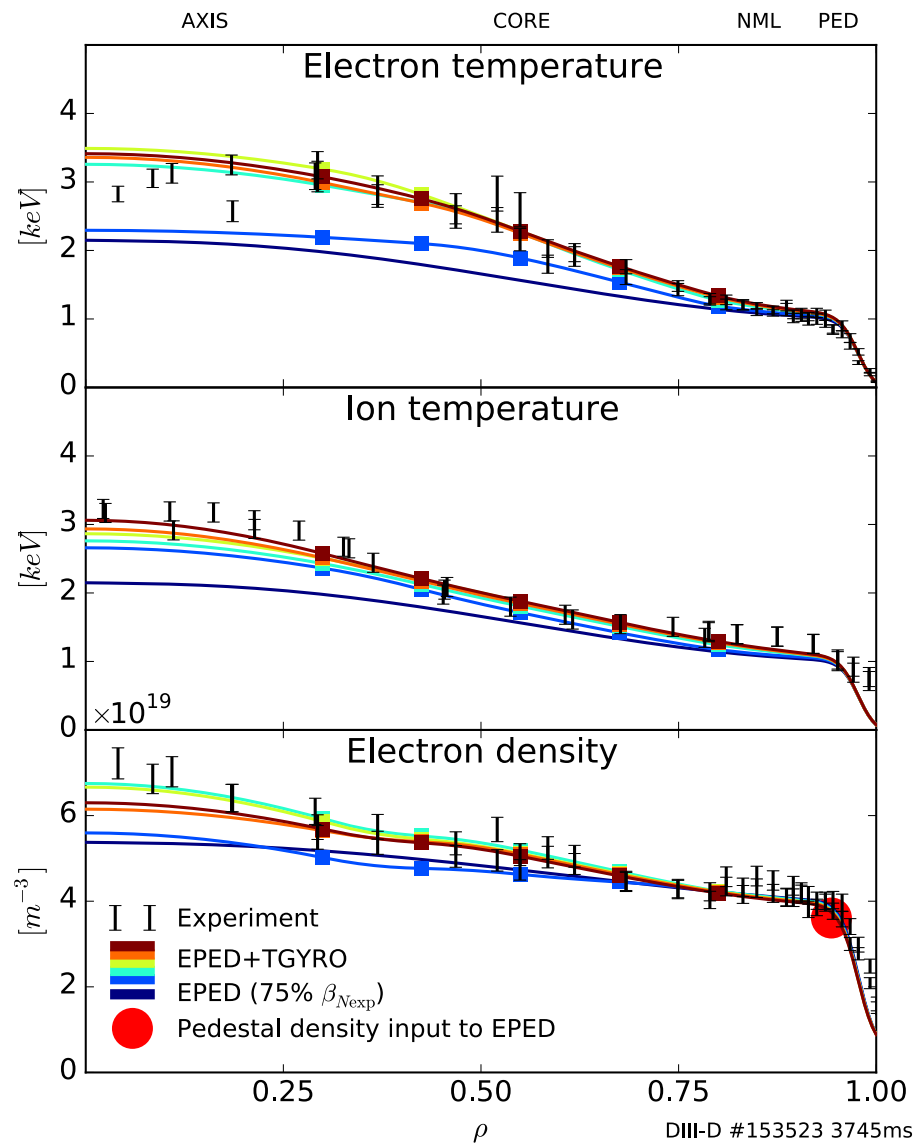 AXIS CORE NML PED
Electron temperature
4
3
2
1
0
[keV]
Ion temperature
4
3
2
1
0
[keV]
×10^19
Electron density
6
4
2
0
[m^−3]
Experiment
EPED+TGYRO
EPED (75% β_Nexp)
Pedestal density input to EPED
0.25 0.50 0.75 1.00
ρ
DIII-D #153523 3745ms